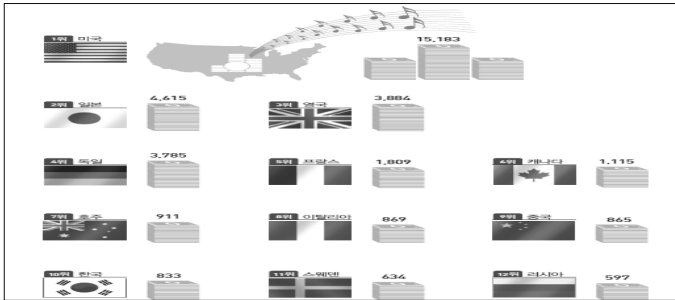 1위 미국
15,183
2위 일본
4,615
3위 영국
3,884
4위 독일
3,785
5위 프랑스
1,809
6위 캐나다
1,115
7위 호주
911
8위 이탈리아
869
9위 중국
865
10위 한국
833
11위 스웨덴
634
12위 러시아
597